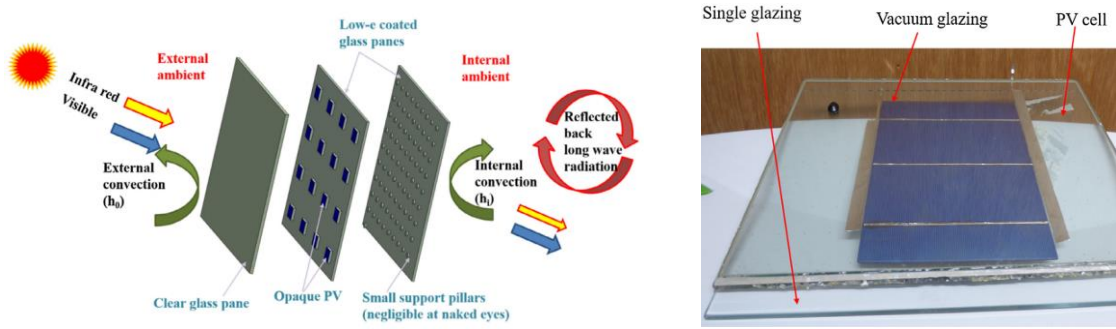 Low-e coated
glass panes
External
ambient
Internal
ambient
Infra red
Visible
Reflected
back
long wave
radiation
External
convection
(h₀)
Internal
convection
(hᵢ)
Clear glass pane
Opaque PV
Small support pillars
(negligible at naked eyes)
Single glazing
Vacuum glazing
PV cell